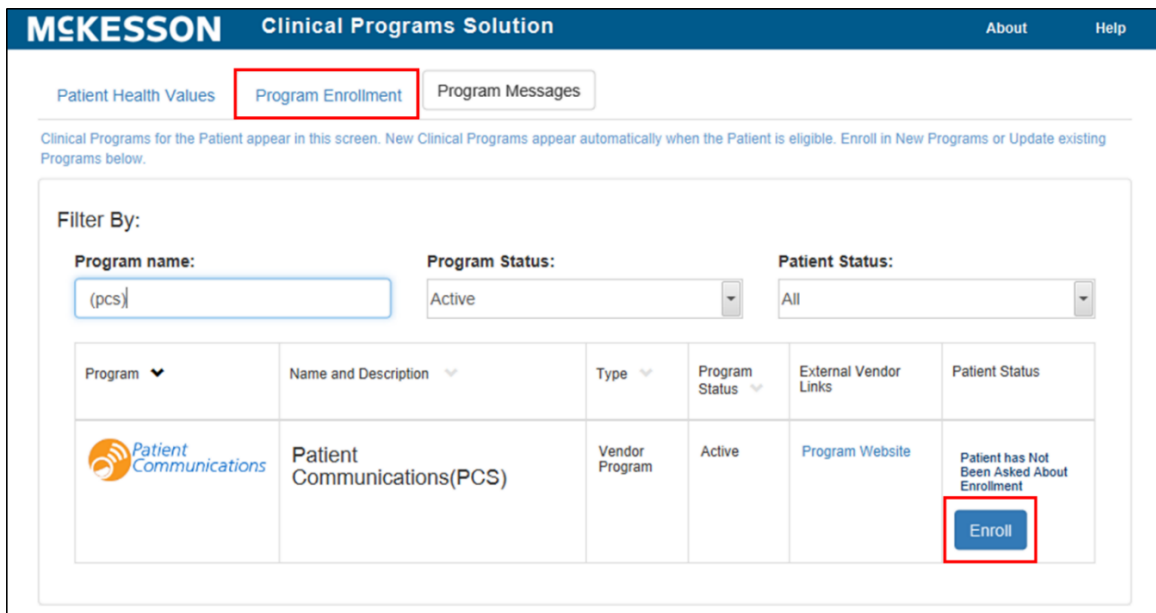 MCKESSON Clinical Programs Solution About Help
Patient Health Values Program Enrollment Program Messages
Clinical Programs for the Patient appear in this screen. New Clinical Programs appear automatically when the Patient is eligible. Enroll in New Programs or Update existing
Programs below.
Filter By:
Program name: Program Status: Patient Status:
(pcs) Active All
Program Name and Description Type Program Status External Vendor Links Patient Status
Patient Communications
Patient Communications(PCS)
Vendor Program
Active
Program Website
Patient has Not
Been Asked About
Enrollment
Enroll